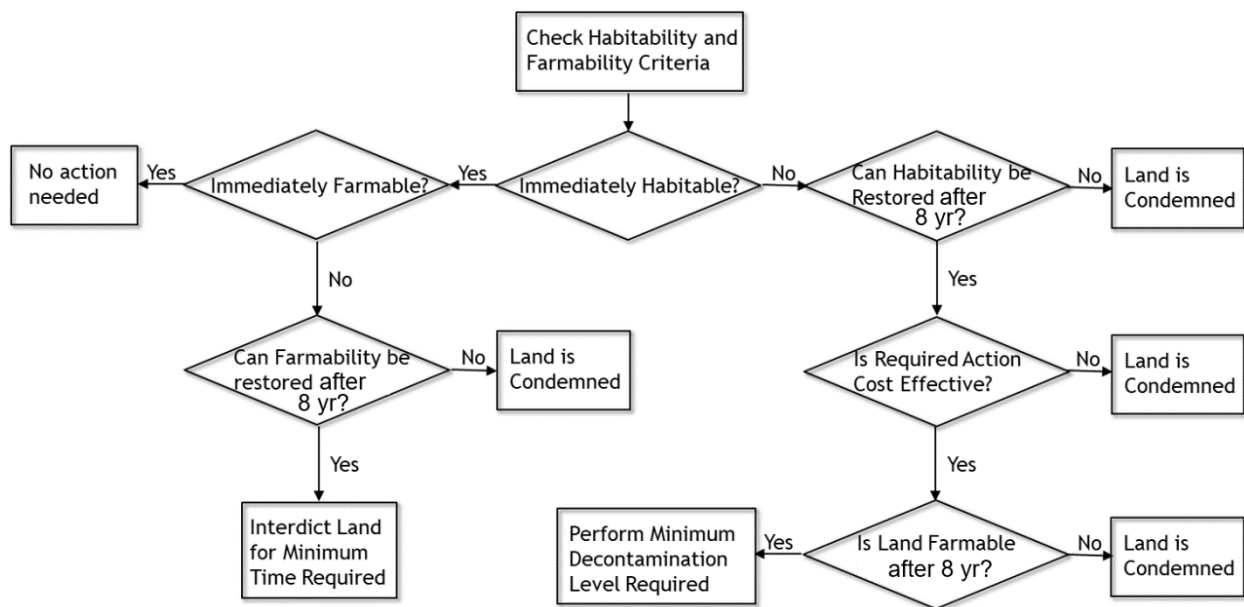 Check Habitability and
Farmability Criteria
No action
needed
Yes
Immediately Farmable?
Yes
Immediately Habitable?
No
Can Habitability be
Restored after
8 yr?
No
Land is
Condemned
No
Yes
Can Farmability be
restored after
8 yr?
No
Land is
Condemned
Is Required Action
Cost Effective?
No
Land is
Condemned
Yes
Yes
Interdict Land
for Minimum
Time Required
Perform Minimum
Decontamination
Level Required
Yes
Is Land Farmable
after 8 yr?
No
Land is
Condemned